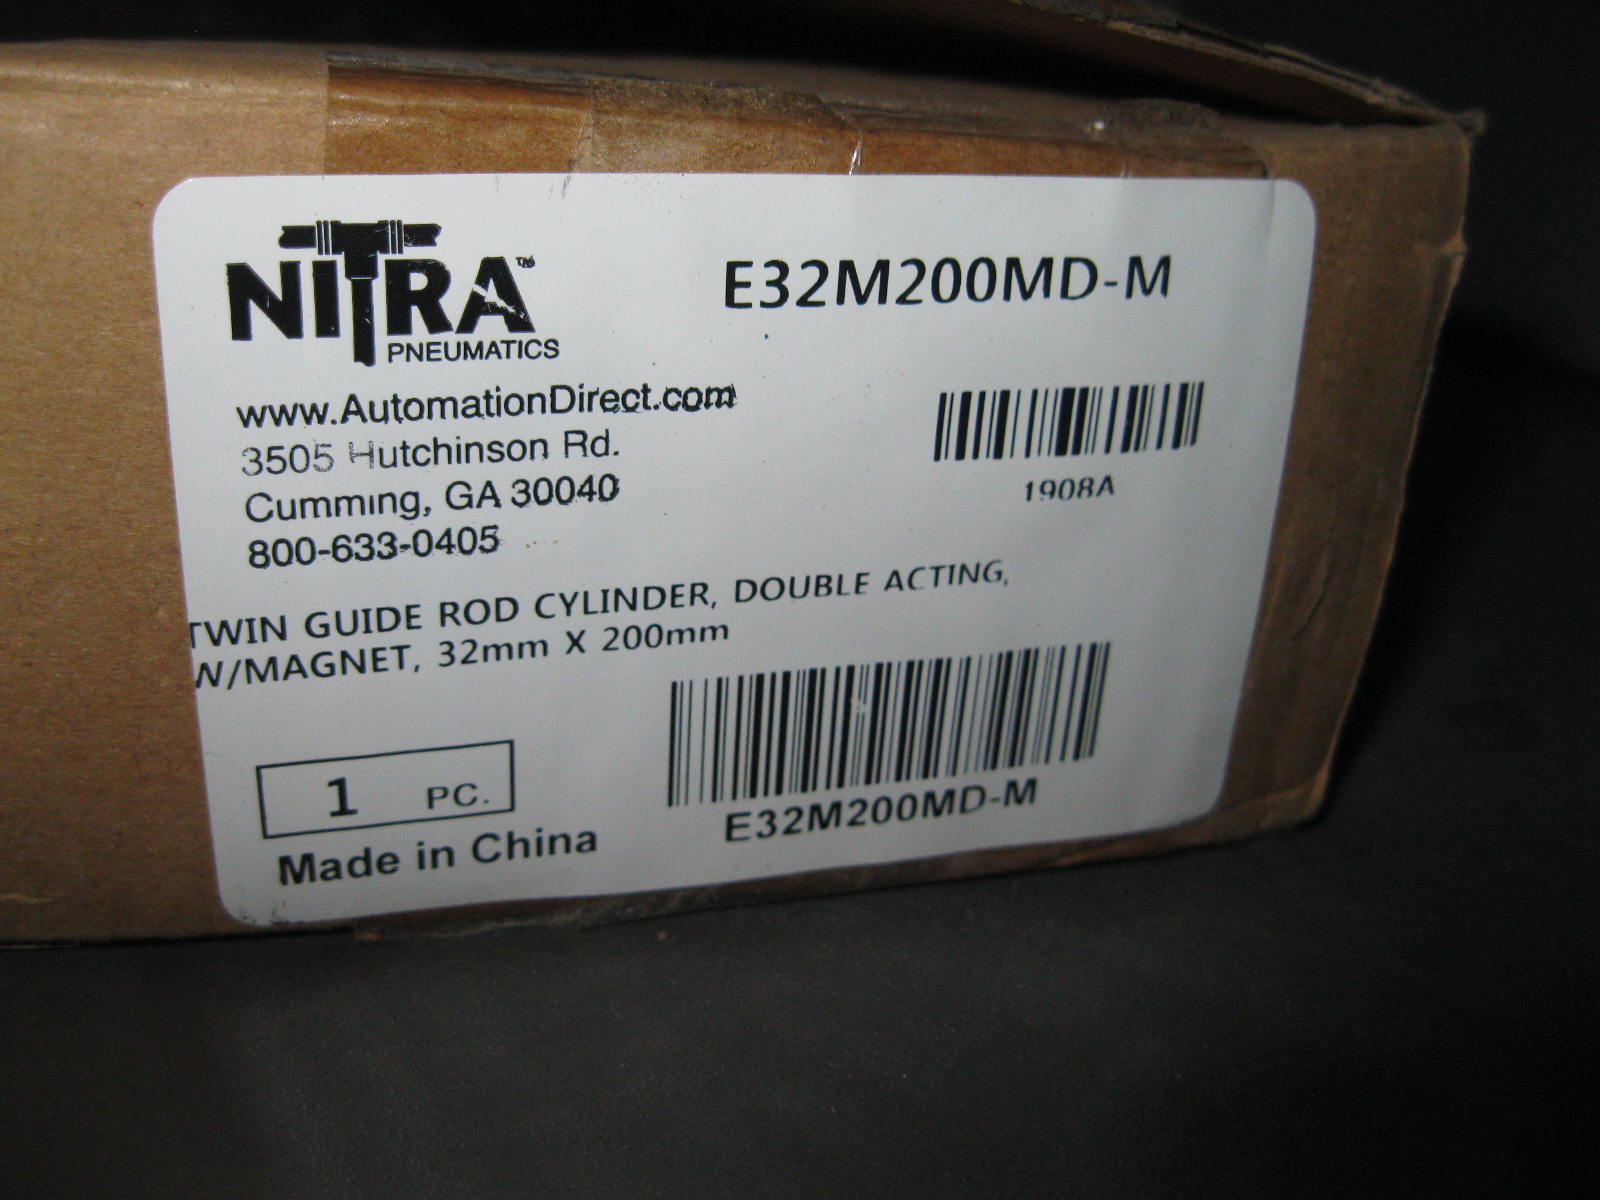 NITRA™
PNEUMATICS
E32M200MD-M
www.AutomationDirect.com
3505 Hutchinson Rd.
Cumming, GA 30040
800-633-0405
1908A
TWIN GUIDE ROD CYLINDER, DOUBLE ACTING,
W/MAGNET, 32mm X 200mm
1 PC.
Made in China
E32M200MD-M